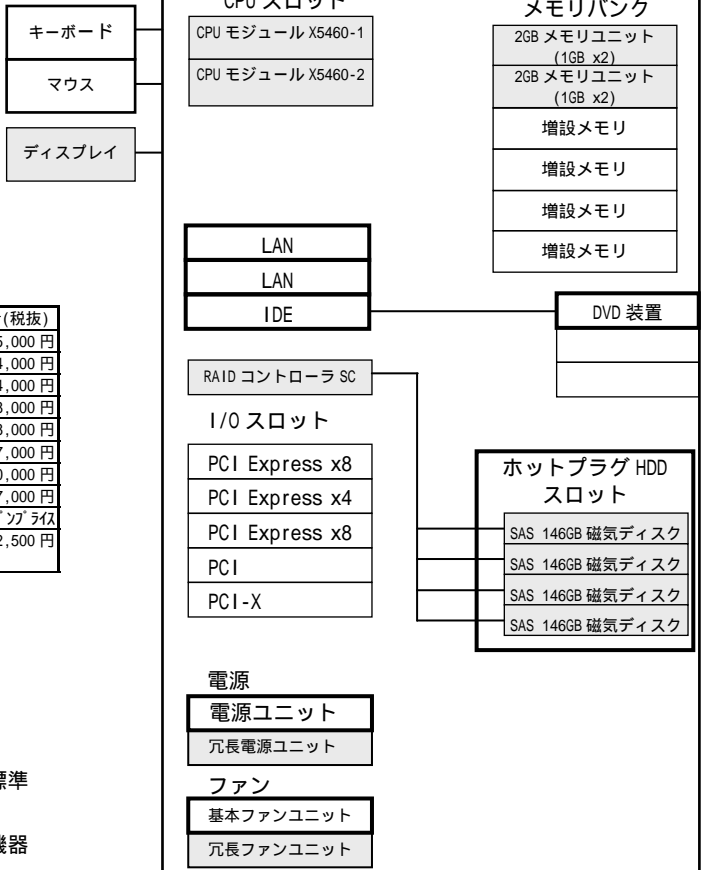 キーボード
マウス
ディスプレイ
CPU スロット
CPU モジュール X5460-1
CPU モジュール X5460-2
メモリバンク
2GB メモリユニット
(1GB x2)
2GB メモリユニット
(1GB x2)
増設メモリ
増設メモリ
増設メモリ
増設メモリ
LAN
LAN
IDE
DVD 装置
RAID コントローラ SC
I/O スロット
PCI Express x8
PCI Express x4
PCI Express x8
PCI
PCI-X
ホットプラグ HDD
スロット
SAS 146GB 磁気ディスク
SAS 146GB 磁気ディスク
SAS 146GB 磁気ディスク
SAS 146GB 磁気ディスク
電源
電源ユニット
冗長電源ユニット
ファン
基本ファンユニット
冗長ファンユニット
(税抜)
,000 円
,000 円
,000 円
,000 円
,000 円
,000 円
,000 円
,000 円
ンプライス
2,500 円
標準
機器